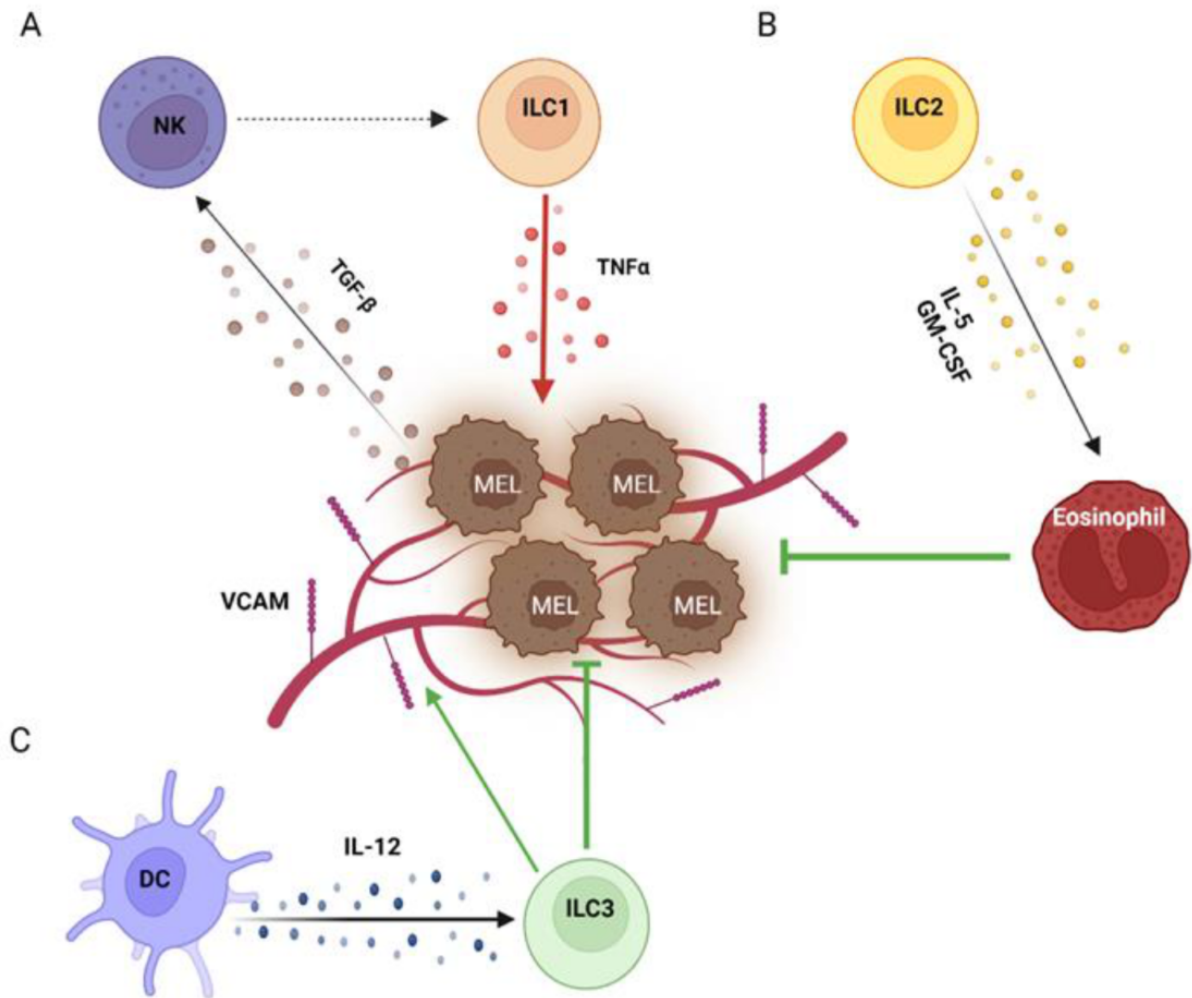 A
B
NK
ILC1
ILC2
TGF-β
TNFα
IL-5
GM-CSF
MEL
MEL
Eosinophil
MEL
MEL
VCAM
C
IL-12
DC
ILC3